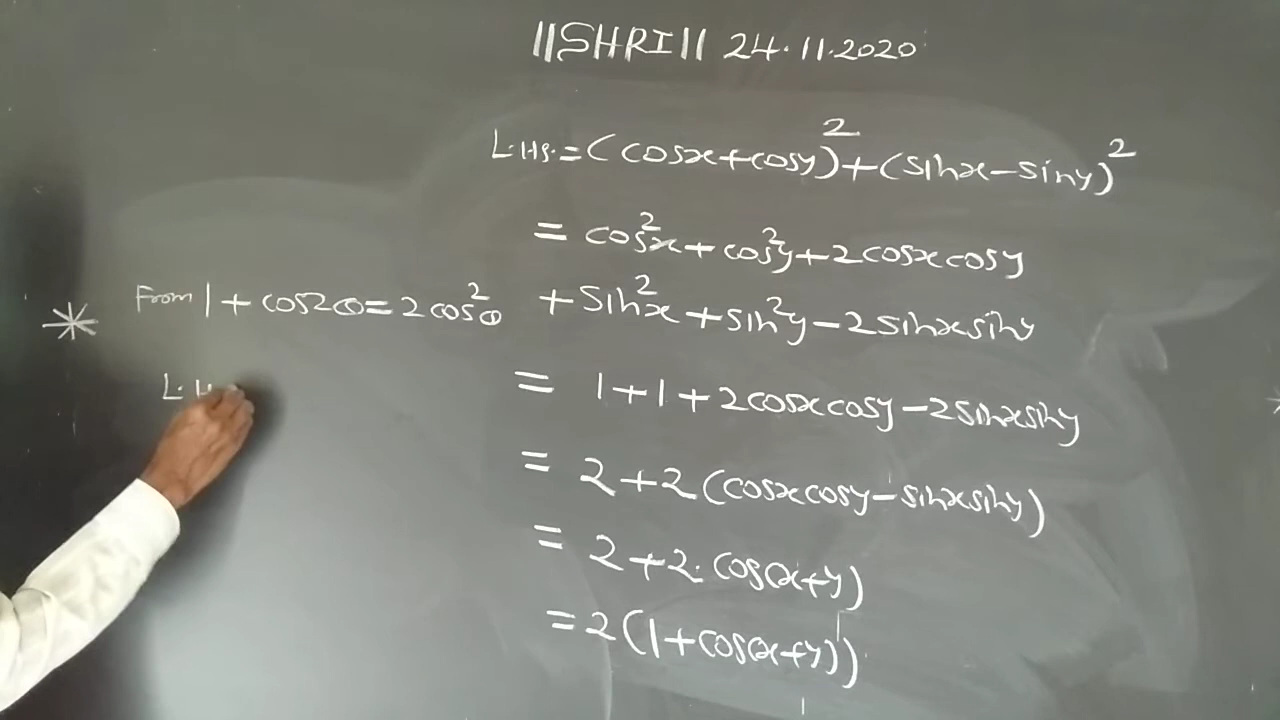 ||SHRI|| 24.11.2020
L.Hs.=(cosx+cosy)²+(sinx-siny)²
= cos²x+cos²y+2cosxcosy
+ sin²x+sin²y-2sinxsiny
= 1+1+2cosxcosy-2sinxsiny
= 2+2(cosxcosy-sinxsiny)
= 2+2.cos(x+y)
=2(1+cos(x+y))
* From 1+cos2θ=2cos²θ
L.H